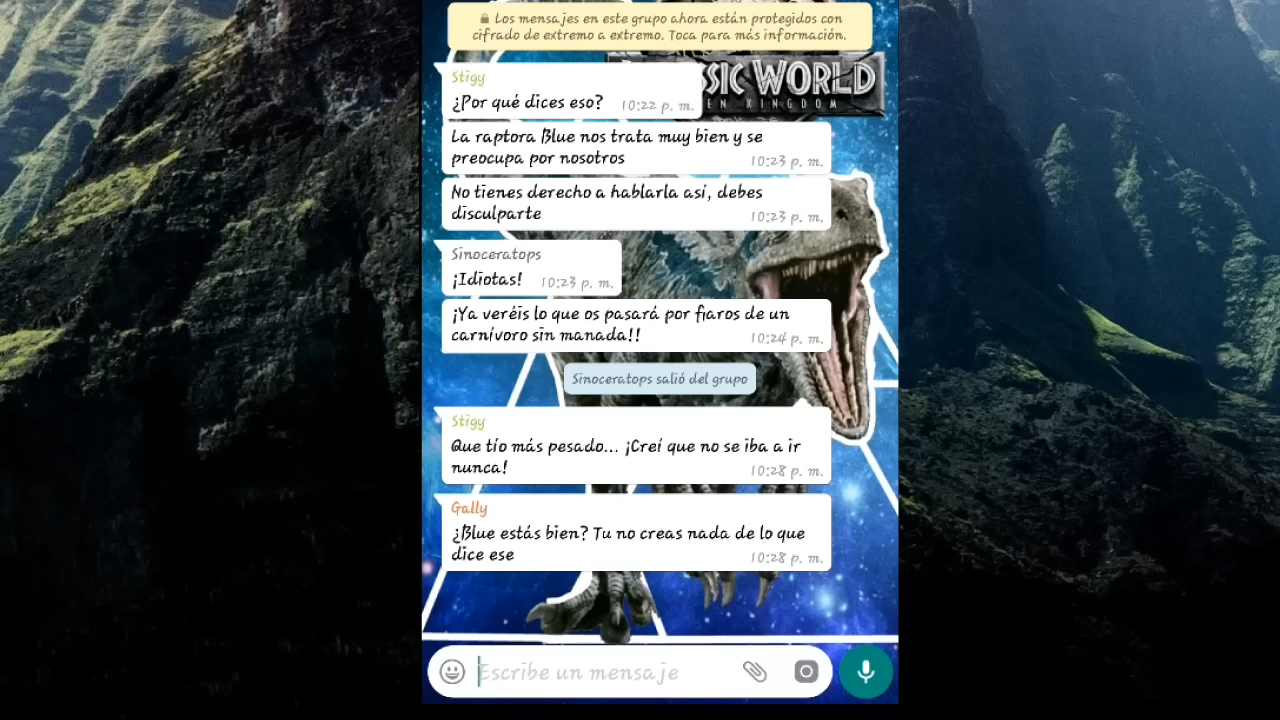 Los mensajes en este grupo ahora están protegidos con
cifrado de extremo a extremo. Toca para más información.
SSIC WORLD
EN KINGDOM
Stigy
¿Por qué dices eso? 10:22 p. m.
La raptora Blue nos trata muy bien y se
preocupa por nosotros 10:23 p. m.
No tienes derecho a hablarla así, debes
disculparte 10:23 p. m.
Sinoceratops
¡Idiotas! 10:23 p. m.
¡Ya veréis lo que os pasará por fiaros de un
carnívoro sin manada!! 10:24 p. m.
Sinoceratops salió del grupo
Stigy
Que tío más pesado... ¡Creí que no se iba a ir
nunca! 10:28 p. m.
Gally
¿Blue estás bien? Tu no creas nada de lo que
dice ese 10:28 p. m.
Escribe un mensaje